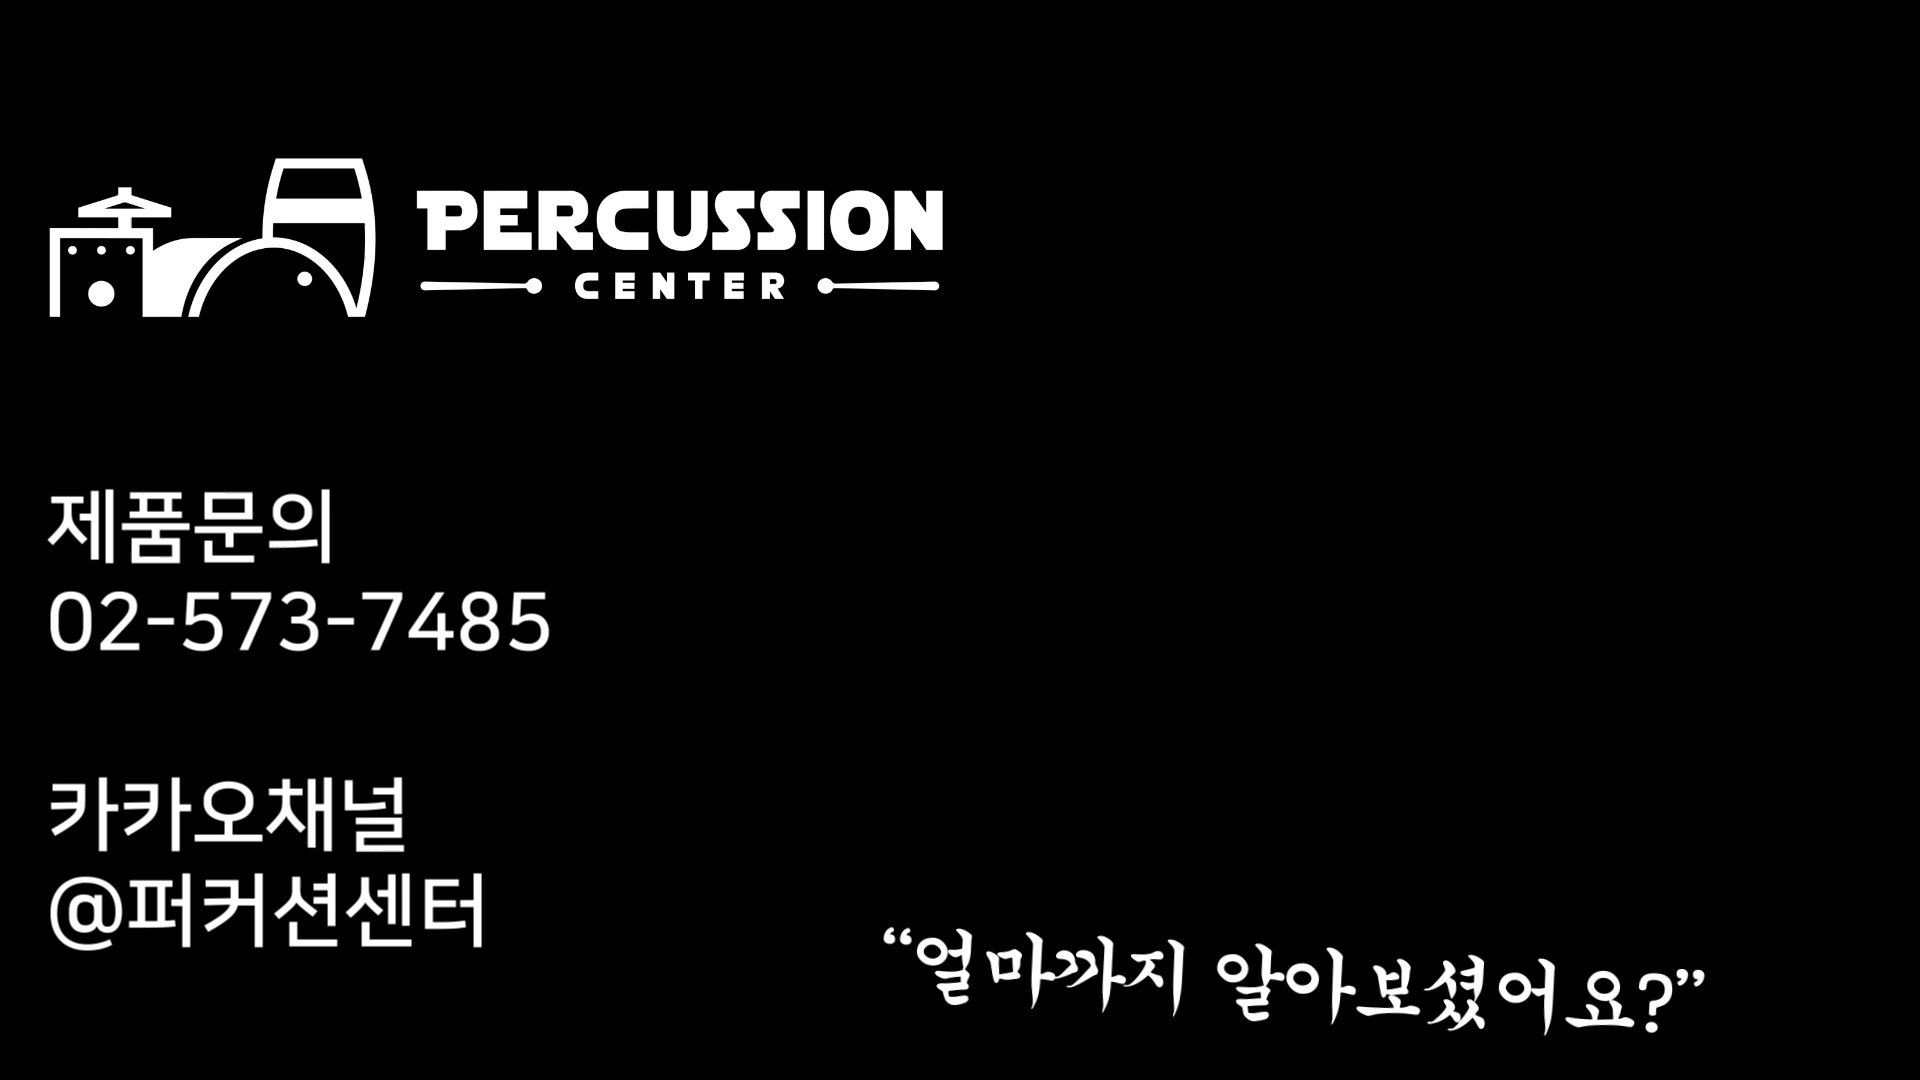 PERCUSSION
CENTER
제품문의
02-573-7485
카카오채널
@퍼커션센터
“얼마까지 알아보셨어요?”